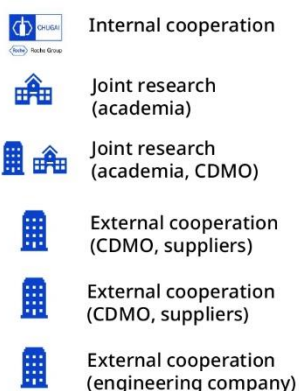 CHUGAI
Internal cooperation
Roche
Roche Group
Joint research
(academia)
Joint research
(academia, CDMO)
External cooperation
(CDMO, suppliers)
External cooperation
(CDMO, suppliers)
External cooperation
(engineering company)